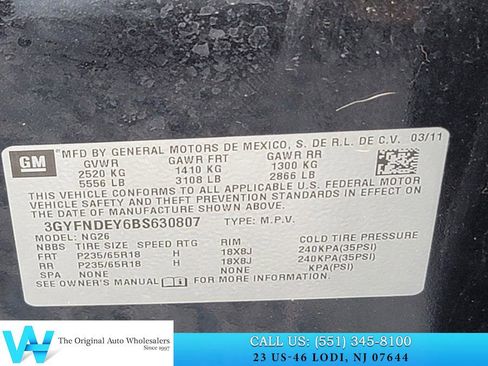 GM
MFD BY GENERAL MOTORS DE MEXICO, S. DE R.L. DE C.V. 03/11
GVWR GAWR FRT GAWR RR
2520 KG 1410 KG 1300 KG
5556 LB 3108 LB 2866 LB
THIS VEHICLE CONFORMS TO ALL APPLICABLE U.S. FEDERAL MOTOR
VEHICLE SAFETY AND THEFT PREVENTION STANDARDS IN
EFFECT ON THE DATE OF MANUFACTURE SHOWN ABOVE.
3GYFNDEY6BS630807 TYPE: M.P.V.
MODEL: NG26
NBBS TIRE SIZE SPEED RTG RIM COLD TIRE PRESSURE
FRT P235/65R18 H 18X8J 240KPA(35PSI)
RR P235/65R18 H 18X8J 240KPA(35PSI)
SPA NONE NONE KPA(PSI)
SEE OWNER'S MANUAL FOR MORE INFORMATION.
The Original Auto Wholesalers
Since 1997
CALL US: (551) 345-8100
23 US-46 LODI, NJ 07644